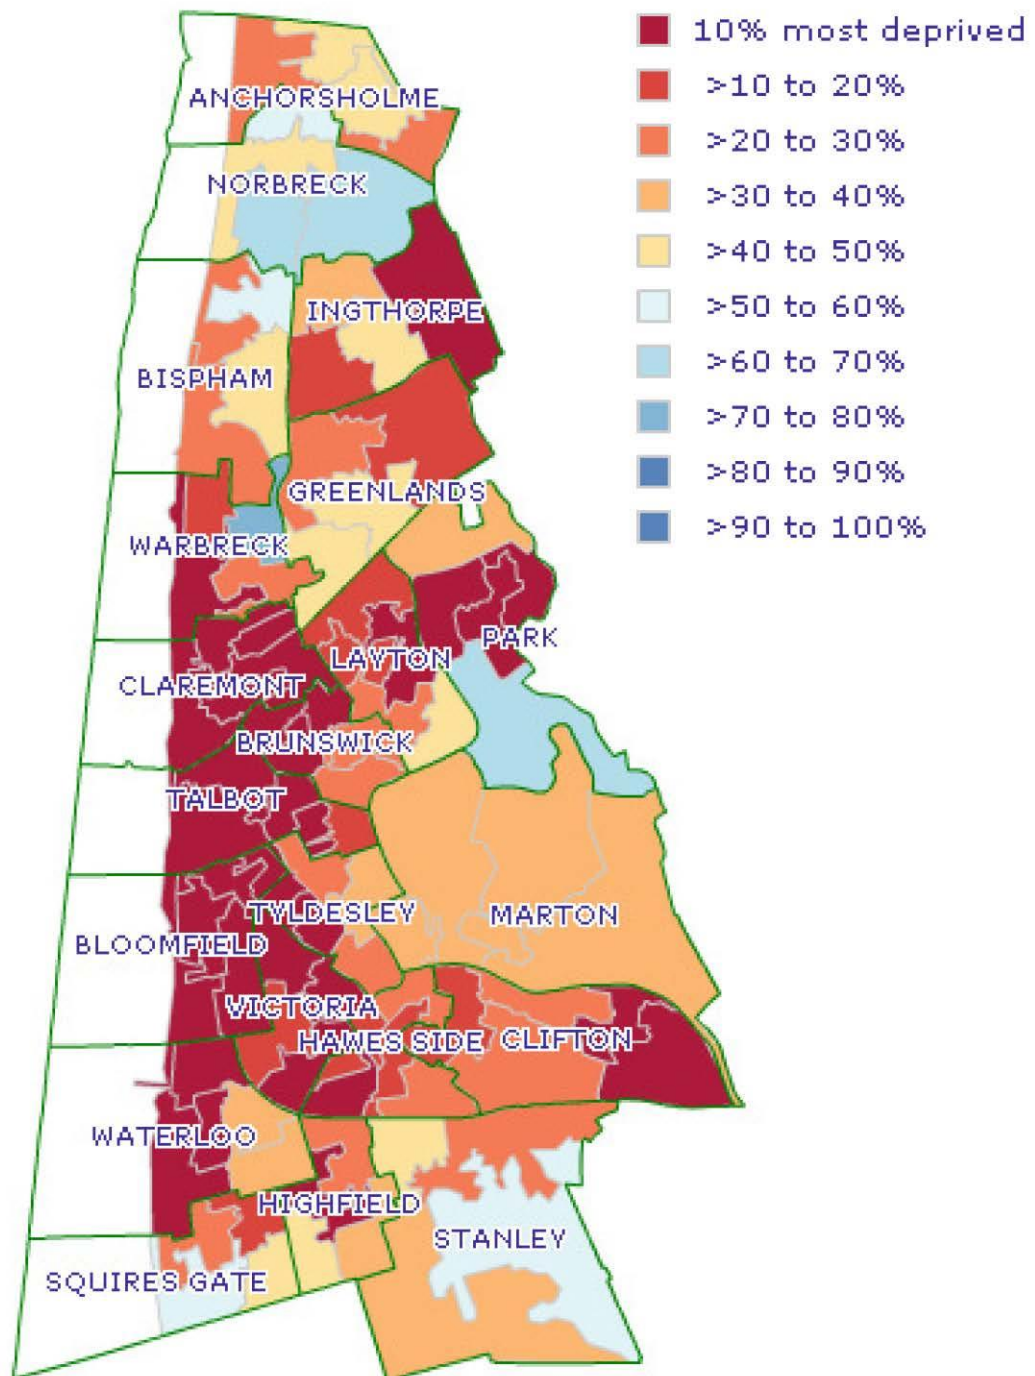 10% most deprived
>10 to 20%
>20 to 30%
>30 to 40%
>40 to 50%
>50 to 60%
>60 to 70%
>70 to 80%
>80 to 90%
>90 to 100%
ANCHORSHOLME
NORBRECK
INGTHORPE
BISPHAM
GREENLANDS
WARBRECK
PARK
LAYTON
CLAREMONT
BRUNSWICK
TALBOT
TYLDESLEY
MARTON
BLOOMFIELD
VICTORIA
HAWES SIDE
CLIFTON
WATERLOO
HIGHFIELD
STANLEY
SQUIRES GATE